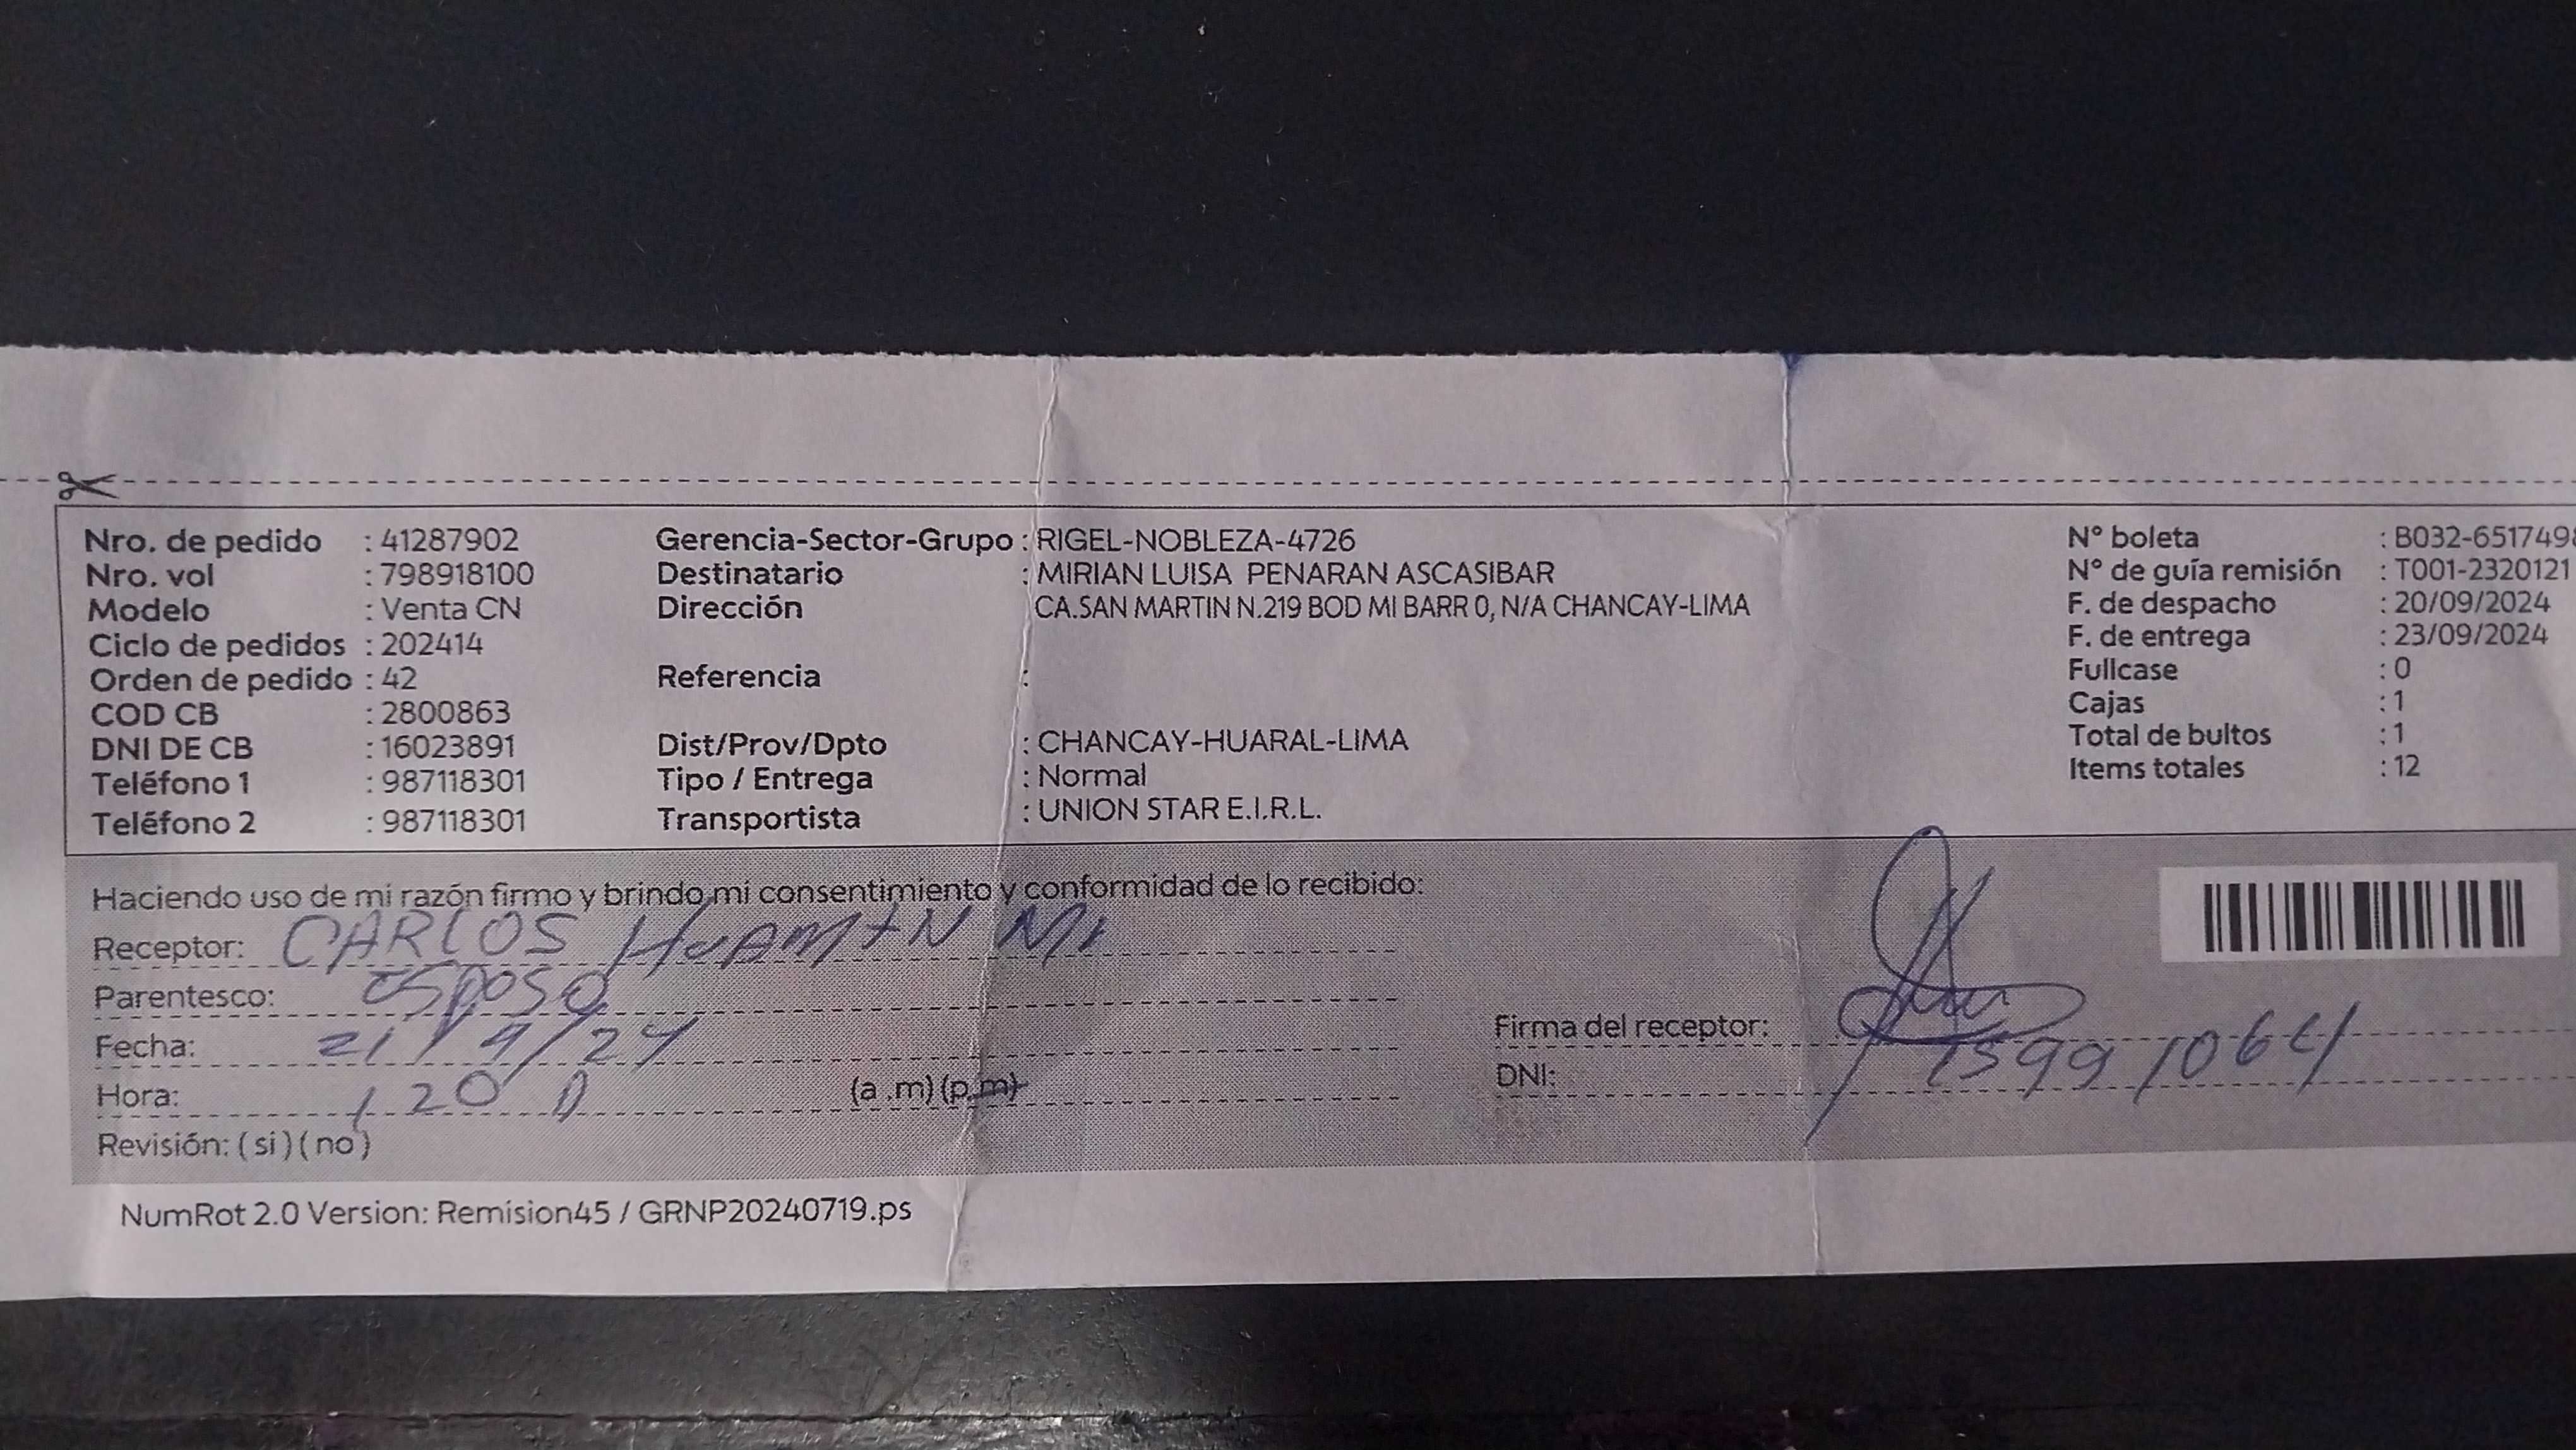 Nro. de pedido : 41287902
Nro. vol : 798918100
Modelo : Venta CN
Ciclo de pedidos : 202414
Orden de pedido : 42
COD CB : 2800863
DNI DE CB : 16023891
Teléfono 1 : 987118301
Teléfono 2 : 987118301
Gerencia-Sector-Grupo : RIGEL-NOBLEZA-4726
Destinatario : MIRIAN LUISA PENARAN ASCASIBAR
Dirección CA.SAN MARTIN N.219 BOD MI BARR 0, N/A CHANCAY-LIMA
Referencia :
Dist/Prov/Dpto : CHANCAY-HUARAL-LIMA
Tipo / Entrega : Normal
Transportista : UNION STAR E.I.R.L.
N° boleta : B032-651749
N° de guía remisión : T001-2320121
F. de despacho : 20/09/2024
F. de entrega : 23/09/2024
Fullcase : 0
Cajas : 1
Total de bultos : 1
Items totales : 12
Haciendo uso de mi razón firmo y brindo mi consentimiento y conformidad de lo recibido:
Receptor: CARLOS HUAMAN
Parentesco: esposo
Fecha: 21/9/24
Hora: 1 20 p (a .m) (p.m)
Revisión: ( si ) ( no )
Firma del receptor:
DNI: 15991064
NumRot 2.0 Version: Remision45 / GRNP20240719.ps